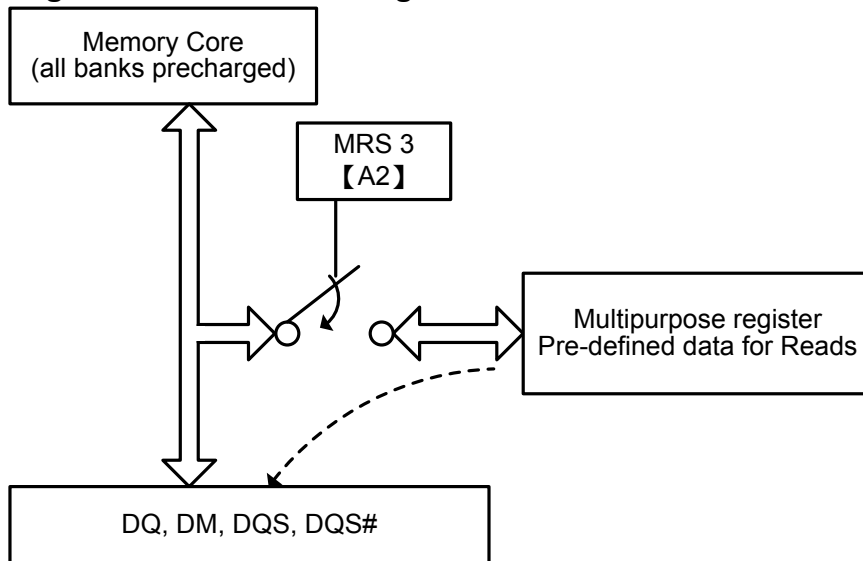 Memory Core
(all banks precharged)
MRS 3
【A2】
Multipurpose register
Pre-defined data for Reads
DQ, DM, DQS, DQS#